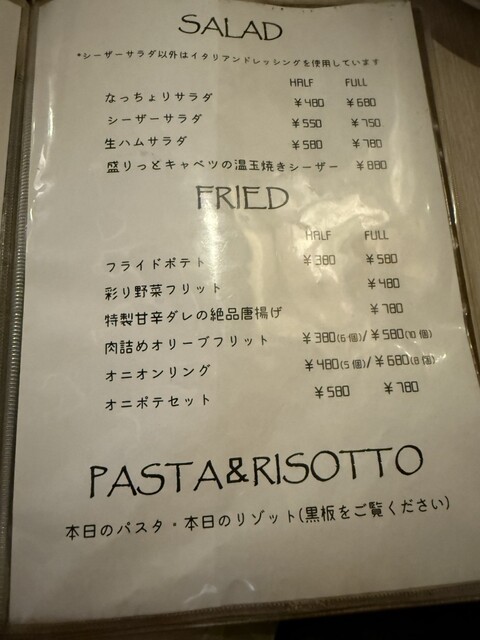 SALAD
*シーザーサラダ以外はイタリアンドレッシングを使用しています
HALF FULL
なっちょりサラダ ¥480 ¥680
シーザーサラダ ¥550 ¥750
生ハムサラダ ¥580 ¥780
盛りっとキャベツの温玉焼きシーザー ¥880
FRIED
HALF FULL
フライドポテト ¥380 ¥580
彩り野菜フリット ¥480
特製甘辛ダレの絶品唐揚げ ¥780
肉詰めオリーブフリット ¥380(6個)/¥580(10個)
オニオンリング ¥480(5個)/¥680(8個)
オニポテセット ¥580 ¥780
PASTA&RISOTTO
本日のパスタ・本日のリゾット(黒板をご覧ください)